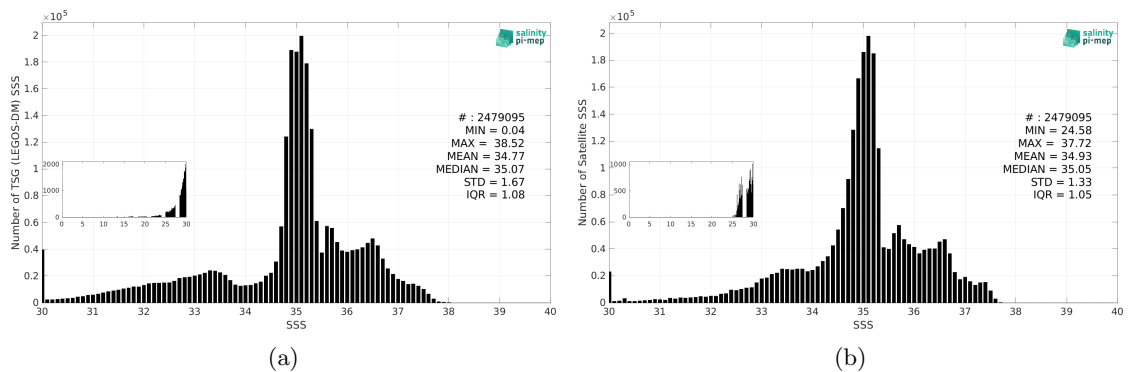 ×10⁵
2
1.8
1.6
1.4
1.2
1
0.8
0.6
0.4
0.2
0
Number of TSG (LEGOS-DM) SSS
salinity
pi-mep
# : 2479095
MIN = 0.04
MAX = 38.52
MEAN = 34.77
MEDIAN = 35.07
STD = 1.67
IQR = 1.08
2000
1000
0
0 5 10 15 20 25 30
30 31 32 33 34 35 36 37 38 39 40
SSS
(a)
×10⁵
2
1.8
1.6
1.4
1.2
1
0.8
0.6
0.4
0.2
0
Number of Satellite SSS
salinity
pi-mep
# : 2479095
MIN = 24.58
MAX = 37.72
MEAN = 34.93
MEDIAN = 35.05
STD = 1.33
IQR = 1.05
1000
500
0
0 5 10 15 20 25 30
30 31 32 33 34 35 36 37 38 39 40
SSS
(b)